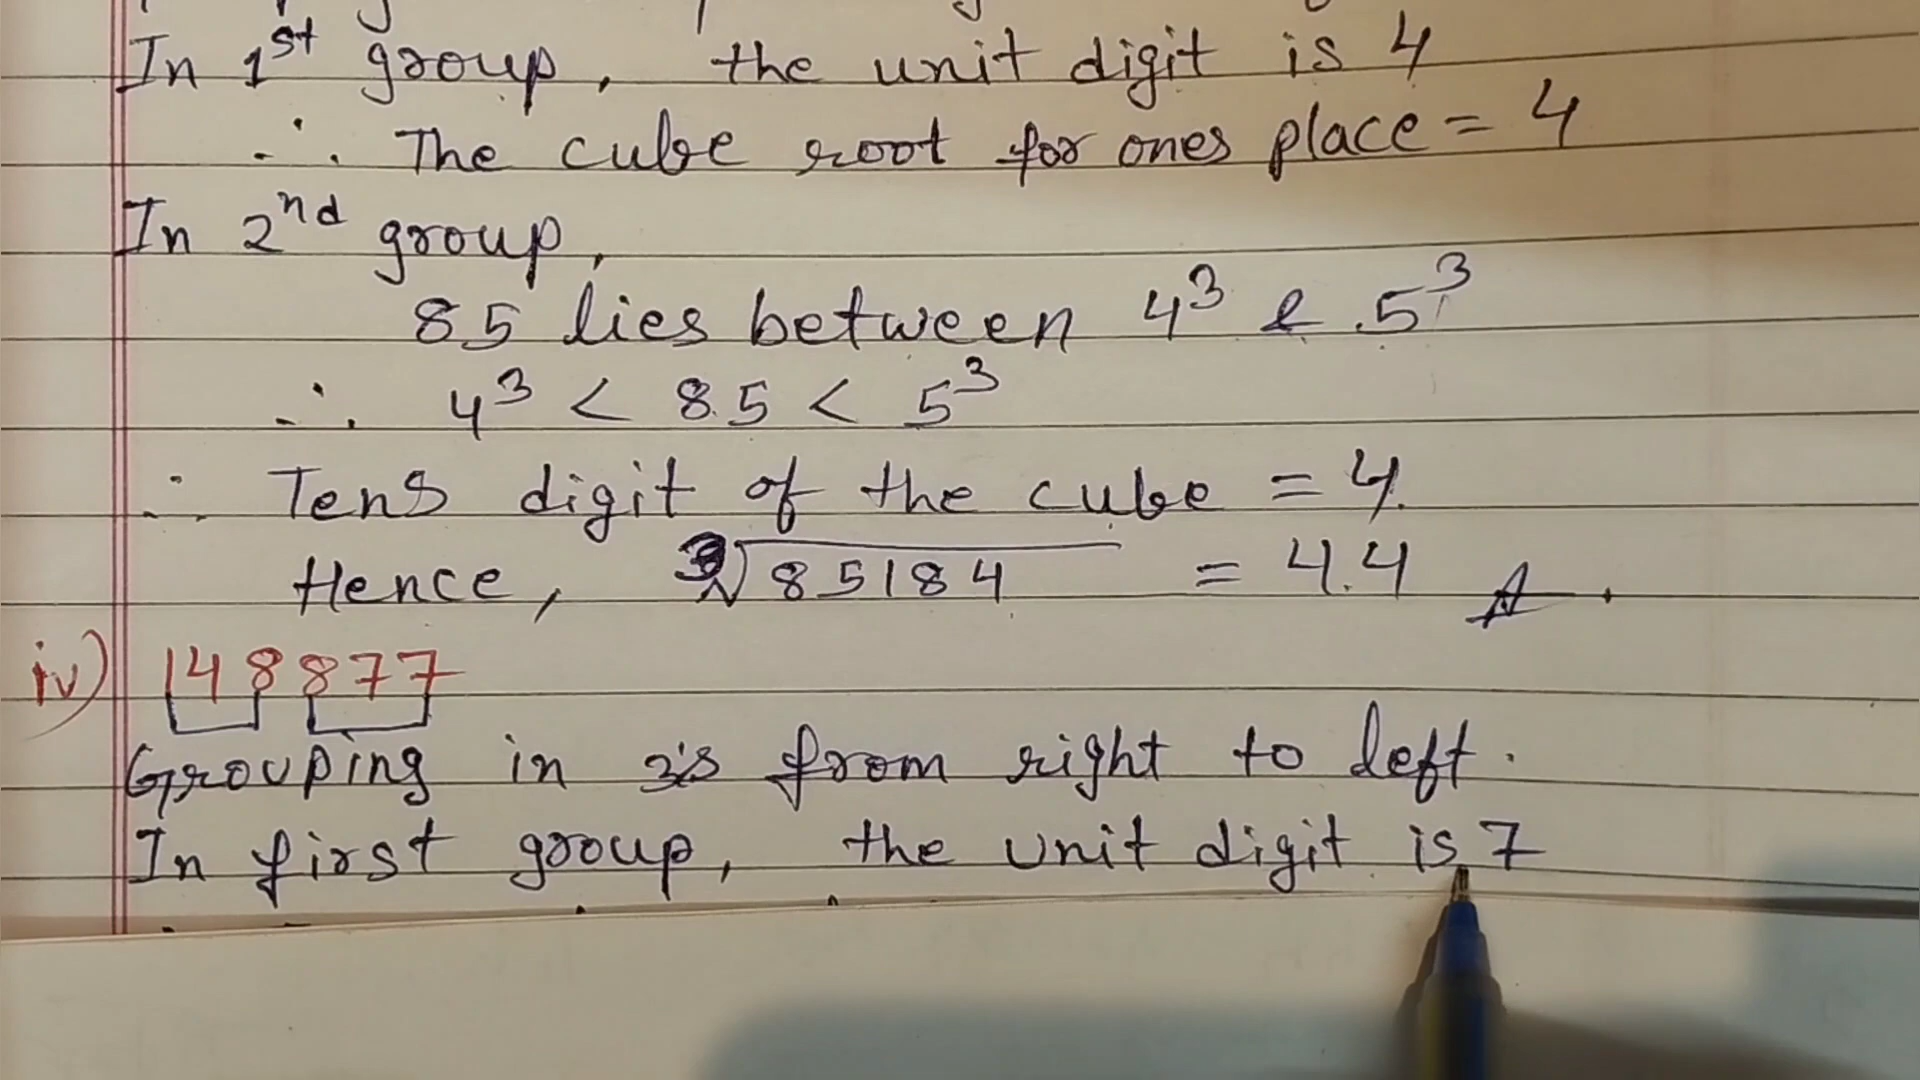 In 1st group, the unit digit is 4
∴ The cube root for ones place = 4
In 2nd group,
85 lies between 4³ & 5³
∴ 4³ < 85 < 5³
∴ Tens digit of the cube = 4.
Hence, ∛85184 = 4.4
iv) 148877
Grouping in 3's from right to left.
In first group, the unit digit is 7